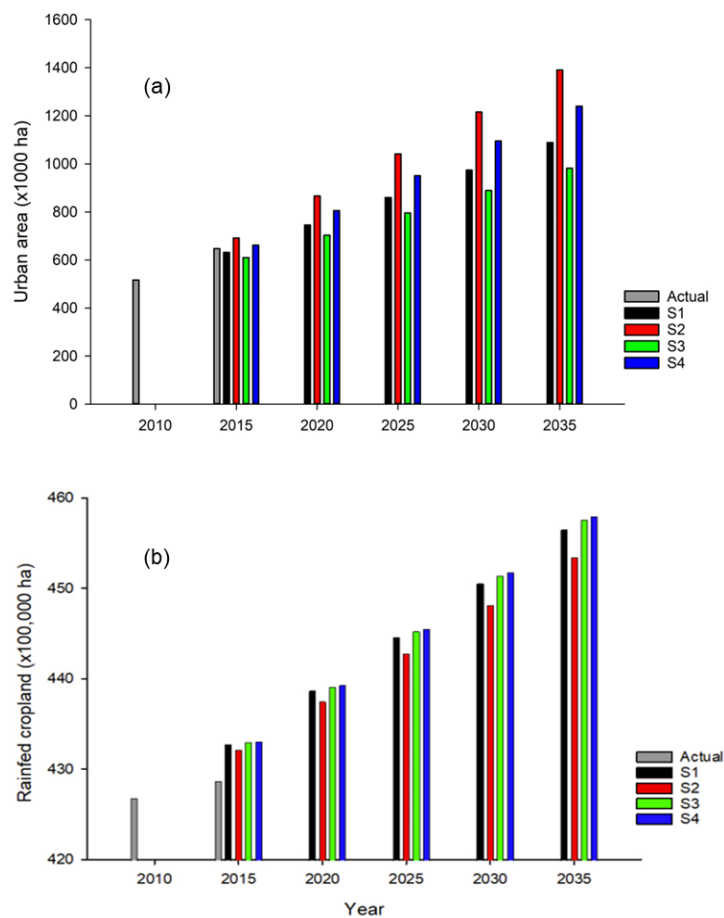 1600
1400
1200
1000
800
600
400
200
0
Urban area (x1000 ha)
(a)
Actual
S1
S2
S3
S4
2010 2015 2020 2025 2030 2035
460
450
440
430
420
Rainfed cropland (x100,000 ha)
(b)
Actual
S1
S2
S3
S4
2010 2015 2020 2025 2030 2035
Year